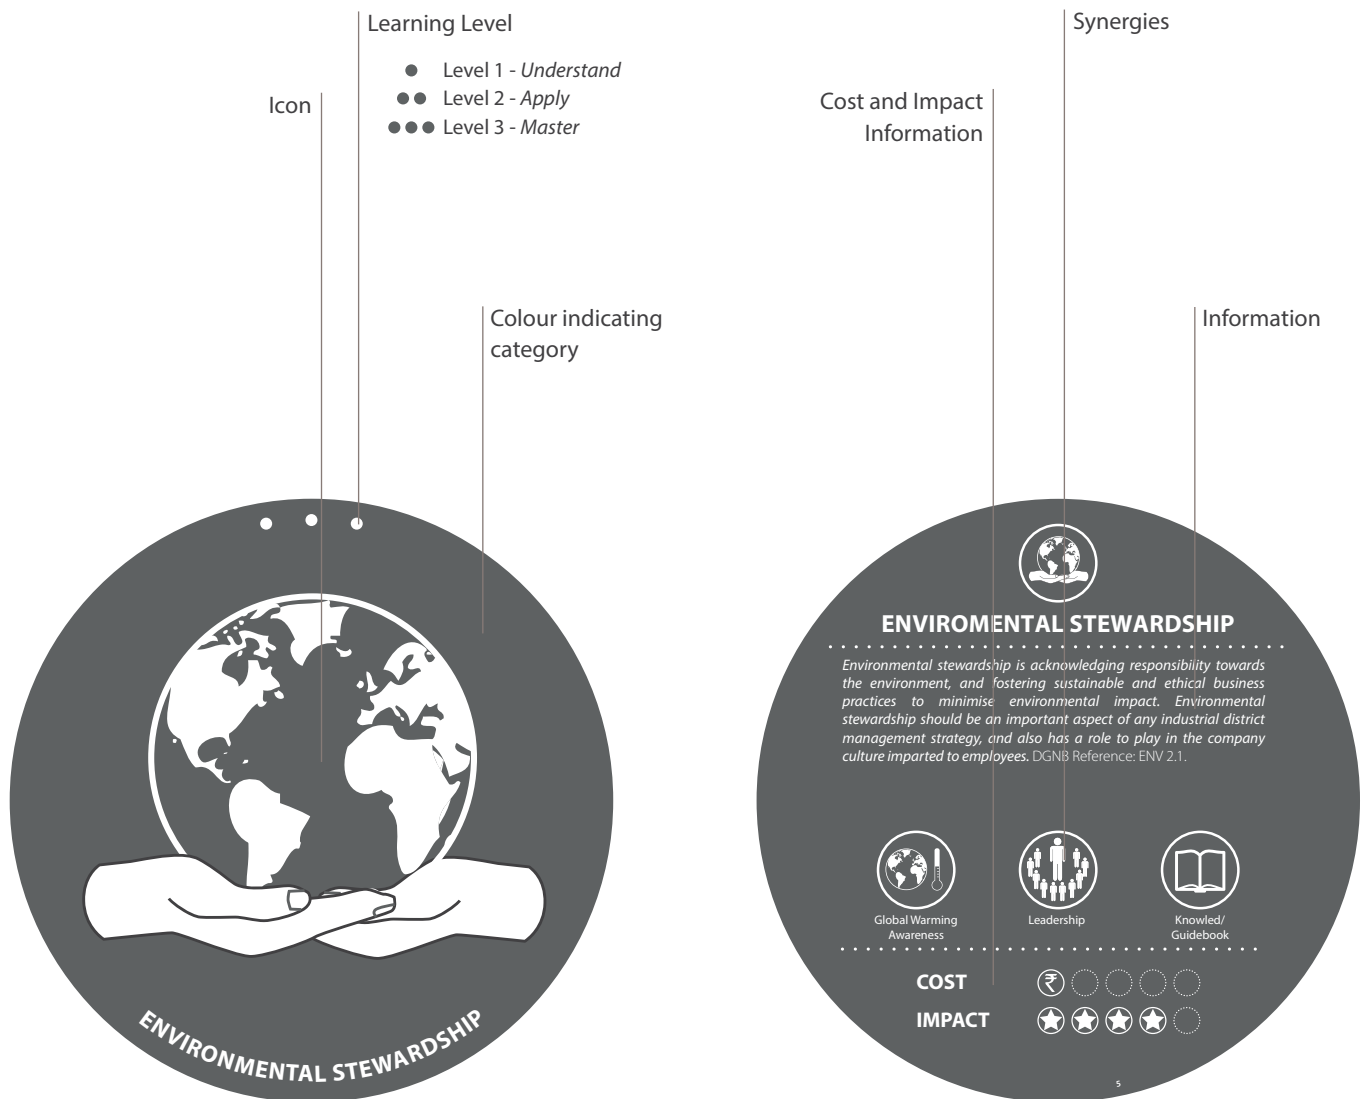 Learning Level
Level 1 - Understand
Level 2 - Apply
Level 3 - Master
Icon
Colour indicating
category
ENVIRONMENTAL STEWARDSHIP
Synergies
Cost and Impact
Information
Information
ENVIROMENTAL STEWARDSHIP
Environmental stewardship is acknowledging responsibility towards
the environment, and fostering sustainable and ethical business
practices to minimise environmental impact. Environmental
stewardship should be an important aspect of any industrial district
management strategy, and also has a role to play in the company
culture imparted to employees. DGNB Reference: ENV 2.1.
Global Warming
Awareness
Leadership
Knowled/
Guidebook
COST ₹
IMPACT
5